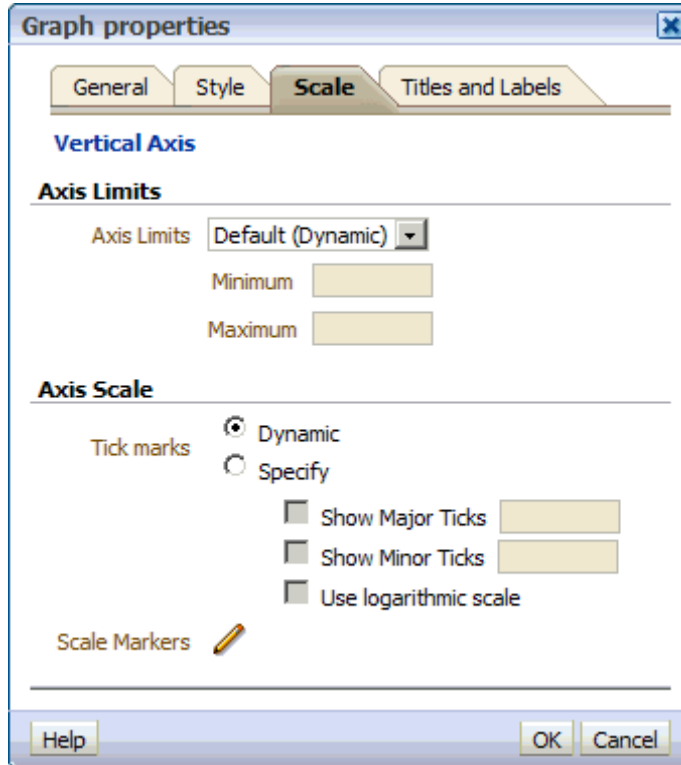 Graph properties
General Style Scale Titles and Labels
Vertical Axis
Axis Limits
Axis Limits Default (Dynamic)
Minimum
Maximum
Axis Scale
Tick marks Dynamic
Specify
Show Major Ticks
Show Minor Ticks
Use logarithmic scale
Scale Markers
Help OK Cancel